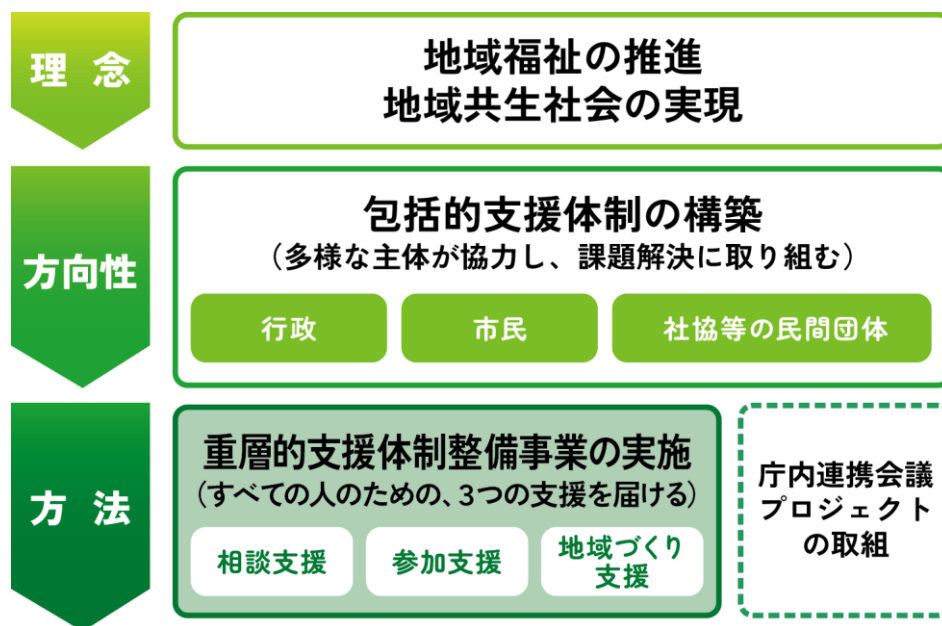 理念
地域福祉の推進
地域共生社会の実現
方向性
包括的支援体制の構築
(多様な主体が協力し、課題解決に取り組む)
行政
市民
社協等の民間団体
方法
重層的支援体制整備事業の実施
(すべての人のための、3つの支援を届ける)
相談支援
参加支援
地域づくり
支援
庁内連携会議
プロジェクト
の取組